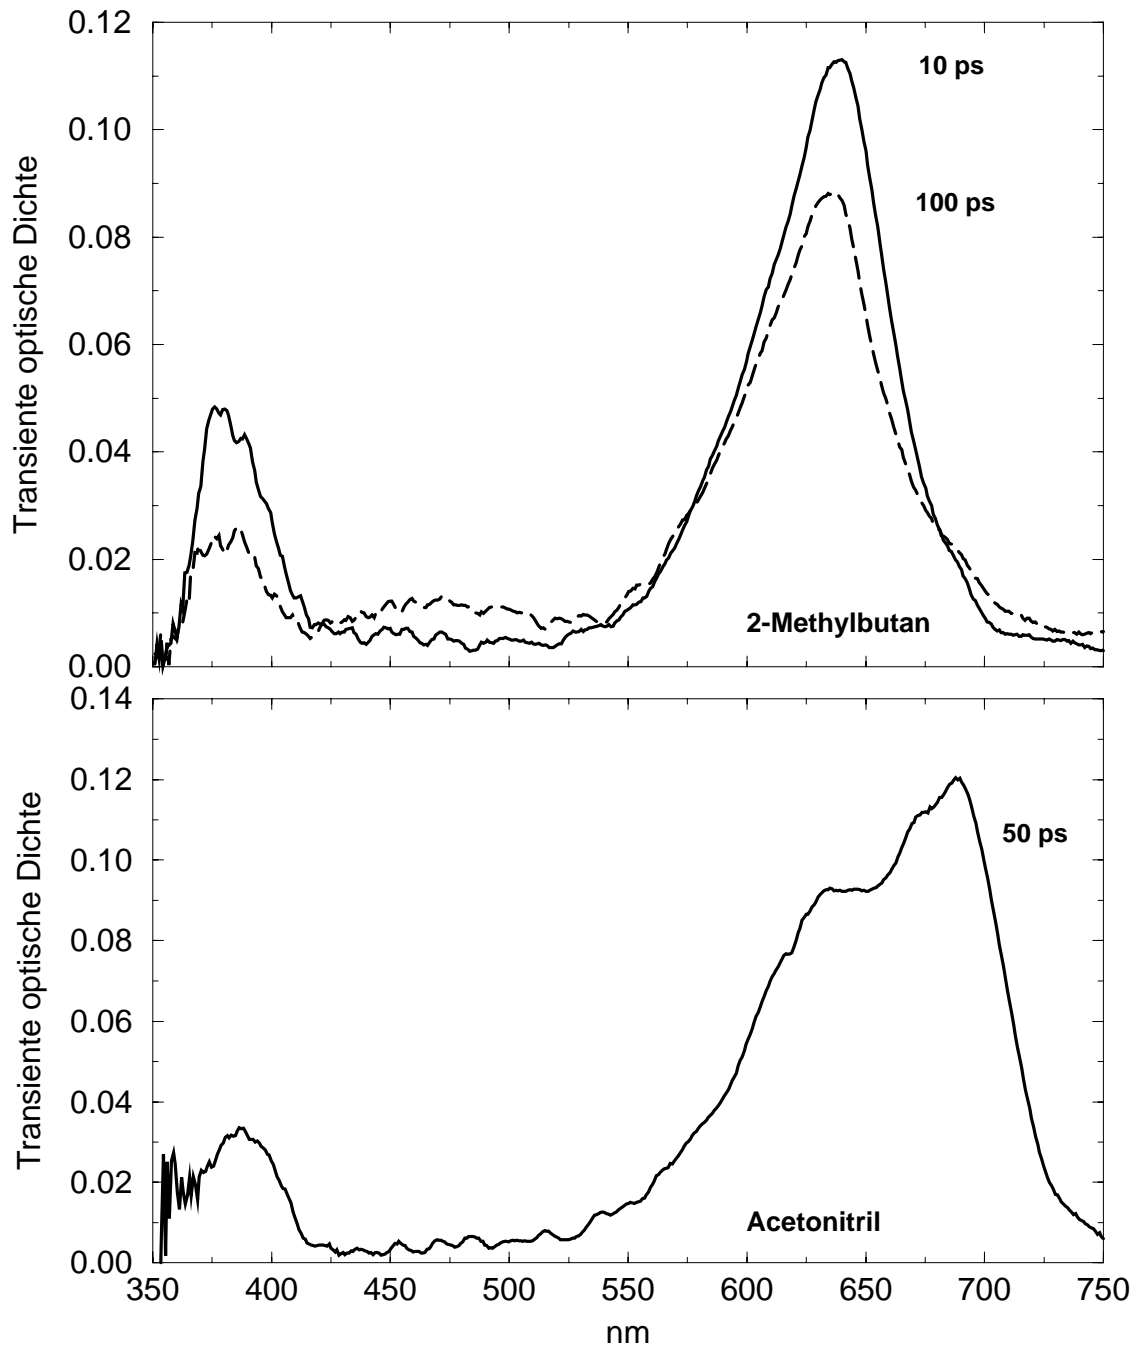 0.12
0.10
0.08
0.06
0.04
0.02
0.00
Transiente optische Dichte
10 ps
100 ps
2-Methylbutan
0.14
0.12
0.10
0.08
0.06
0.04
0.02
0.00
Transiente optische Dichte
50 ps
Acetonitril
350 400 450 500 550 600 650 700 750
nm